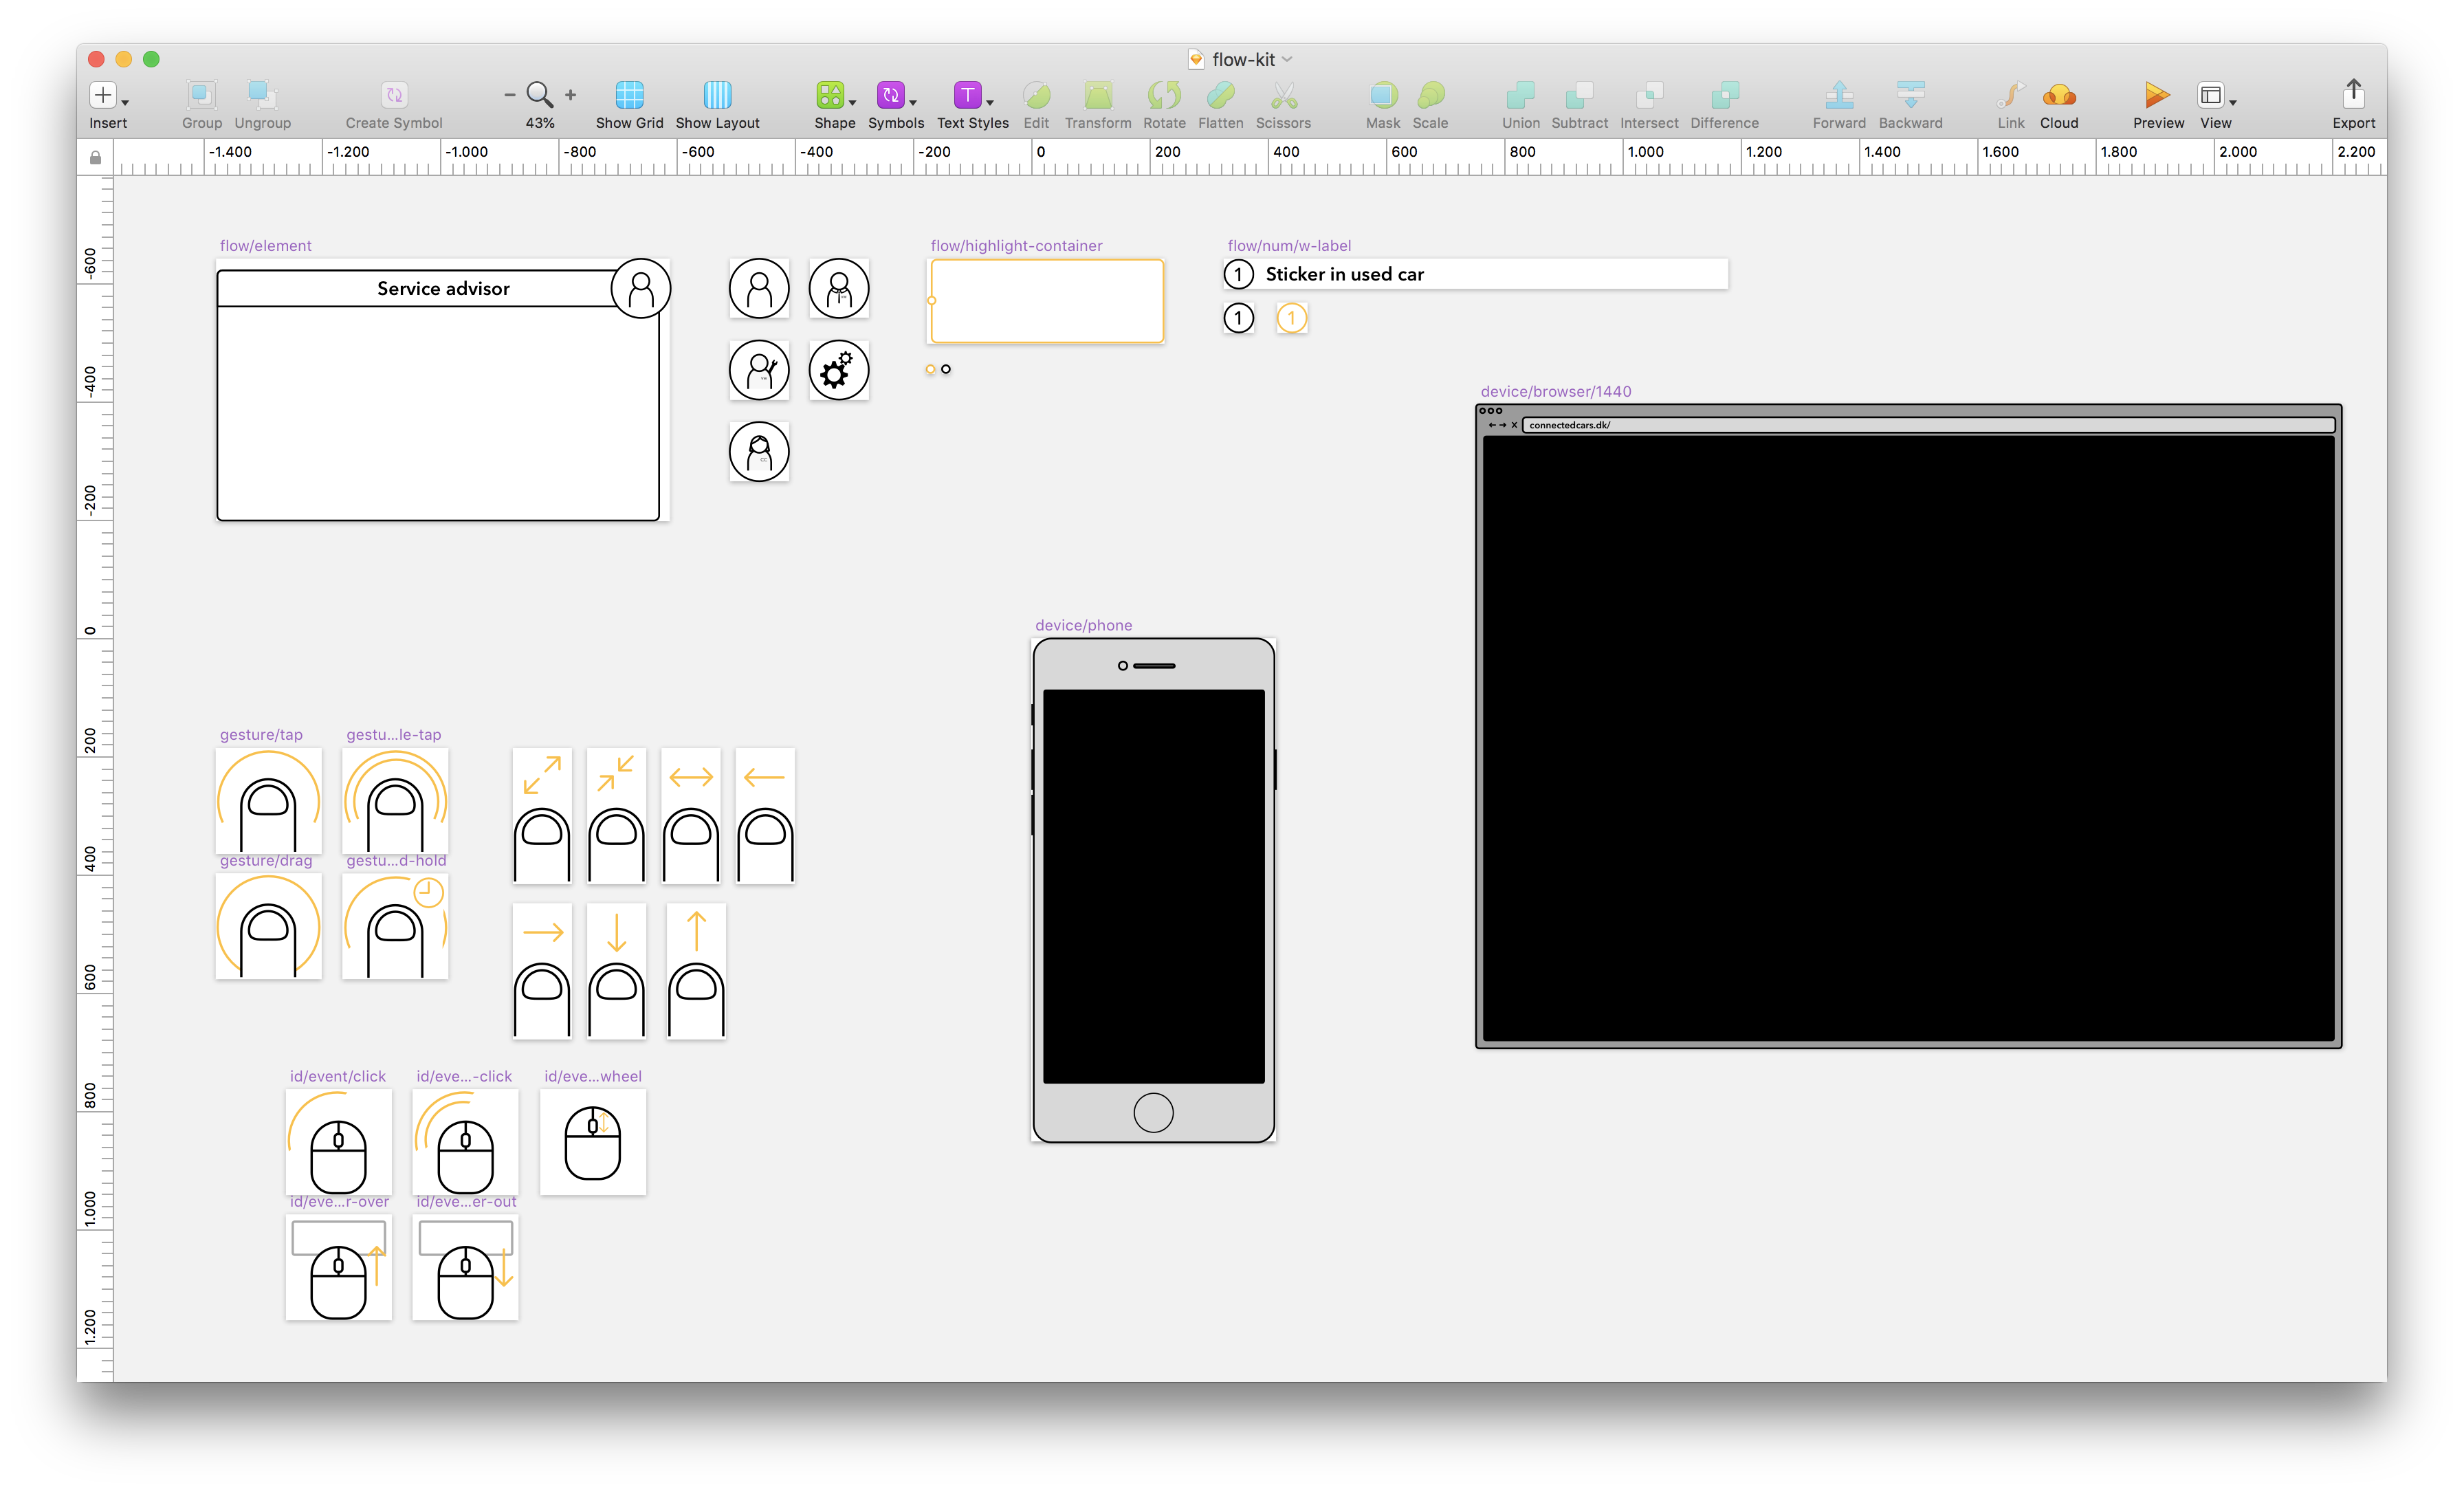 flow-kit
Insert
Group
Ungroup
Create Symbol
43%
Show Grid
Show Layout
Shape
Symbols
Text Styles
Edit
Transform
Rotate
Flatten
Scissors
Mask
Scale
Union
Subtract
Intersect
Difference
Forward
Backward
Link
Cloud
Preview
View
Export
-1.400 -1.200 -1.000 -800 -600 -400 -200 0 200 400 600 800 1.000 1.200 1.400 1.600 1.800 2.000 2.200
-600
-400
-200
0
200
400
600
800
1.000
1.200
flow/element
Service advisor
flow/highlight-container
flow/num/w-label
1 Sticker in used car
1 1
device/browser/1440
x connectedcars.dk/
device/phone
gesture/tap
gestu...le-tap
gesture/drag
gestu...d-hold
id/event/click
id/eve...-click
id/eve...wheel
id/eve...r-over
id/eve...er-out